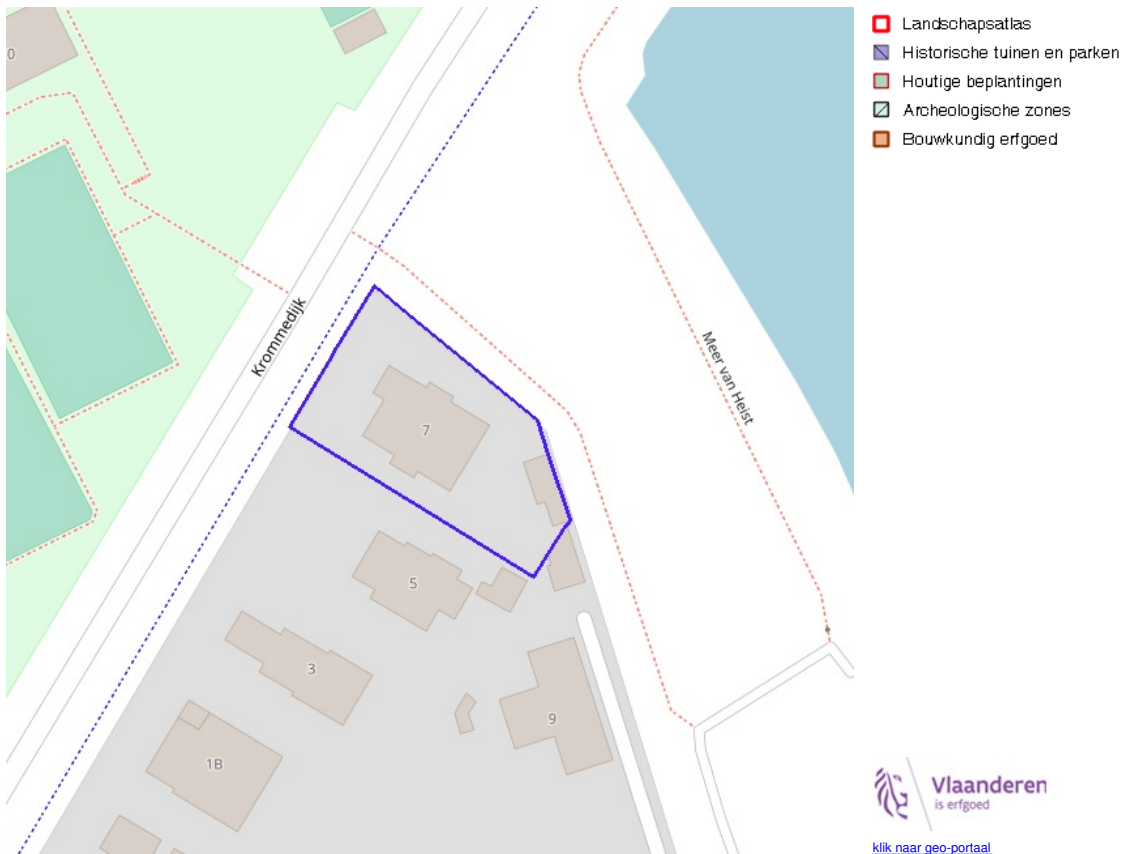 0
Krommedijk
Meer van Heist
7
5
3
9
1B
Landschapsatlas
Historische tuinen en parken
Houtige beplantingen
Archeologische zones
Bouwkundig erfgoed
Vlaanderen
is erfgoed
klik naar geo-portaal